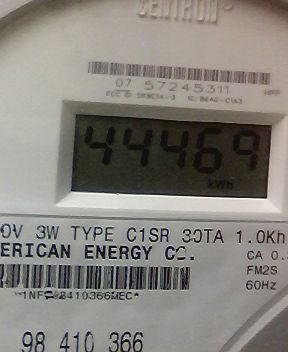 CENTRON
07 57245311
44469
kWh
0V 3W TYPE C1SR 30TA 1.0Kh
ERICAN ENERGY CO.
CA 0.
FM2S
60Hz
98 410 366